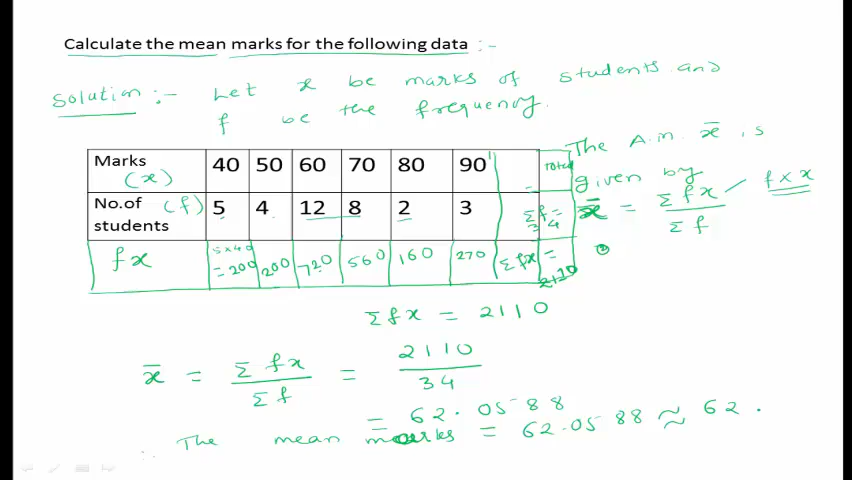 Calculate the mean marks for the following data :-
Solution :- Let x be marks of students and
f be the frequency.
The A.m. x̄ is
given by
x̄ = Σfx / Σf
f × x
Marks (x) 40 50 60 70 80 90 Total
No.of (f) students 5 4 12 8 2 3 Σf = 34
fx 5×40 = 200 200 720 560 160 270 Σfx = 2110
Σfx = 2110
x̄ = Σfx / Σf = 2110 / 34
= 62.0588
∴ The mean marks = 62.0588 ≈ 62.